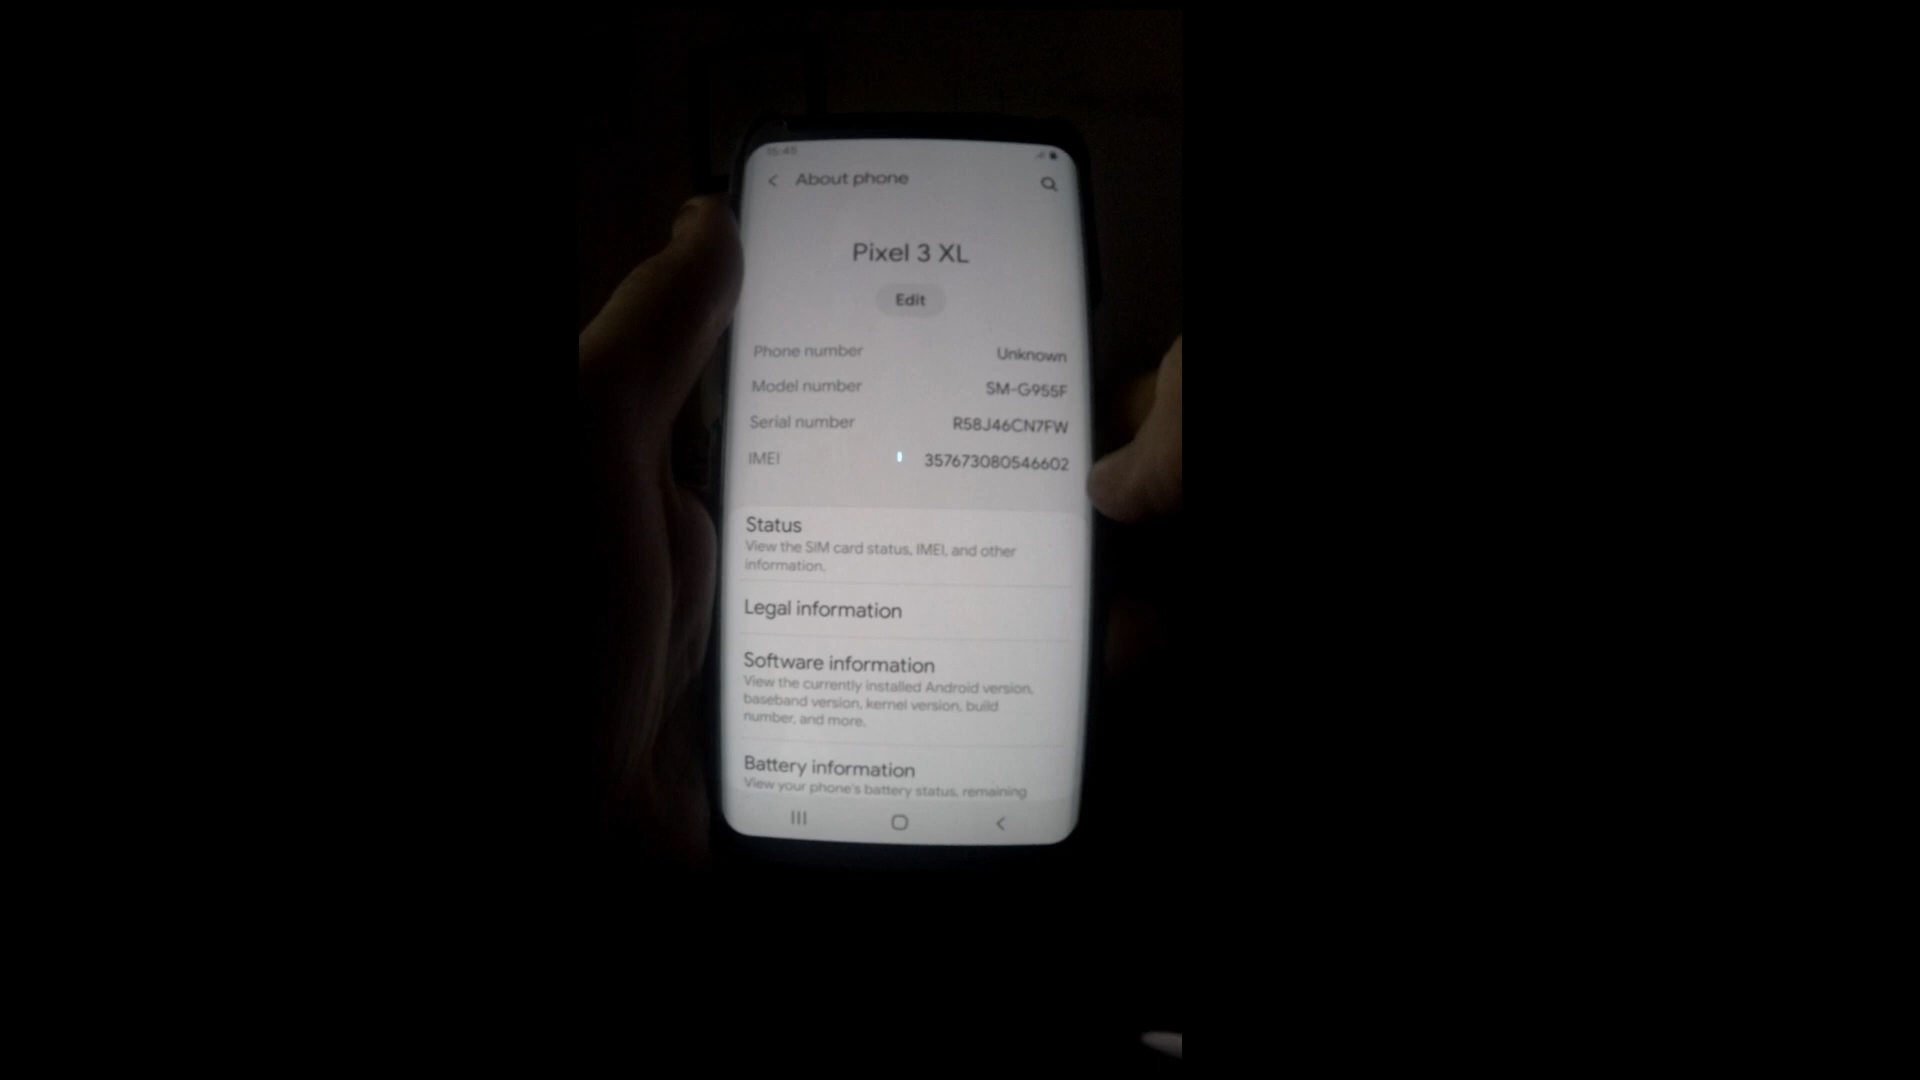 15:45
About phone
Pixel 3 XL
Edit
Phone number Unknown
Model number SM-G955F
Serial number R58J46CN7FW
IMEI 357673080546602
Status
View the SIM card status, IMEI, and other
information.
Legal information
Software information
View the currently installed Android version,
baseband version, kernel version, build
number, and more.
Battery information
View your phone's battery status, remaining